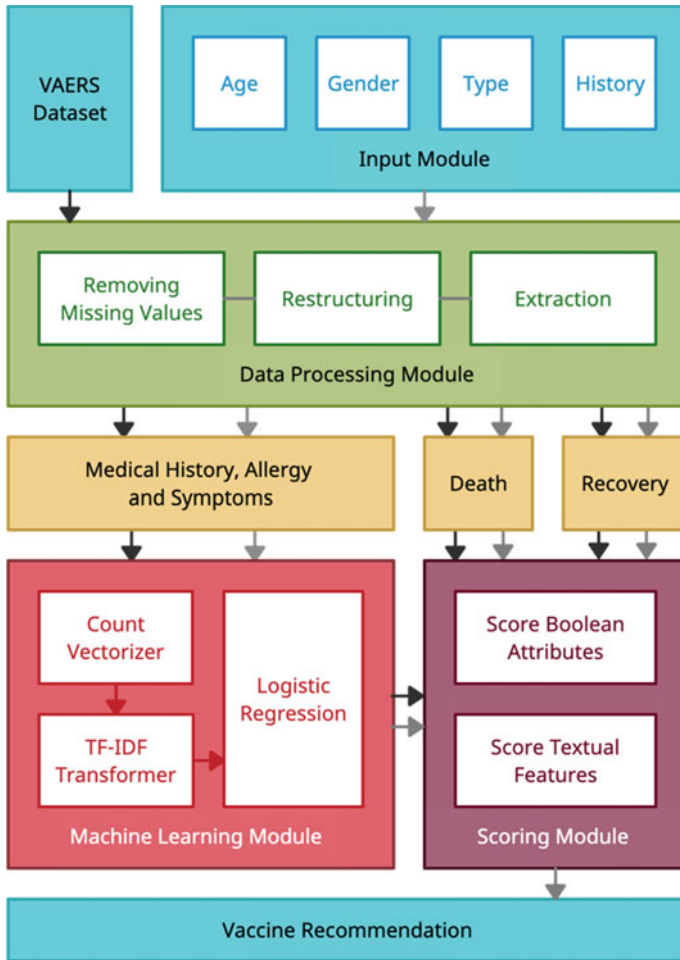 VAERS
Dataset
Age
Gender
Type
History
Input Module
Removing
Missing Values
Restructuring
Extraction
Data Processing Module
Medical History, Allergy
and Symptoms
Death
Recovery
Count
Vectorizer
TF-IDF
Transformer
Logistic
Regression
Machine Learning Module
Score Boolean
Attributes
Score Textual
Features
Scoring Module
Vaccine Recommendation